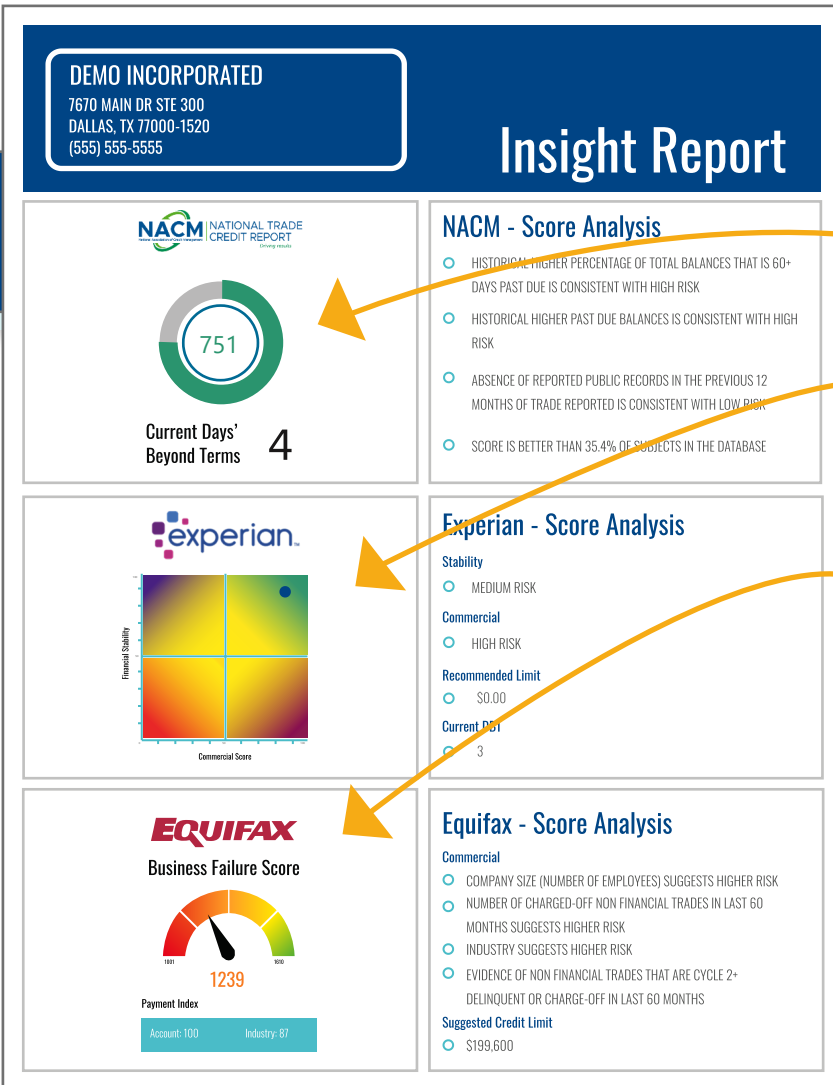 DEMO INCORPORATED
7670 MAIN DR STE 300
DALLAS, TX 77000-1520
(555) 555-5555
Insight Report
NACM
NATIONAL TRADE
CREDIT REPORT
Driving results
751
Current Days'
Beyond Terms
4
NACM - Score Analysis
HISTORICAL HIGHER PERCENTAGE OF TOTAL BALANCES THAT IS 60+
DAYS PAST DUE IS CONSISTENT WITH HIGH RISK
HISTORICAL HIGHER PAST DUE BALANCES IS CONSISTENT WITH HIGH
RISK
ABSENCE OF REPORTED PUBLIC RECORDS IN THE PREVIOUS 12
MONTHS OF TRADE REPORTED IS CONSISTENT WITH LOW RISK
SCORE IS BETTER THAN 35.4% OF SUBJECTS IN THE DATABASE
experian
Financial Stability
Commercial Score
Experian - Score Analysis
Stability
MEDIUM RISK
Commercial
HIGH RISK
Recommended Limit
$0.00
Current DBT
3
EQUIFAX
Business Failure Score
1001
1610
1239
Payment Index
Account: 100
Industry: 87
Equifax - Score Analysis
Commercial
COMPANY SIZE (NUMBER OF EMPLOYEES) SUGGESTS HIGHER RISK
NUMBER OF CHARGED-OFF NON FINANCIAL TRADES IN LAST 60
MONTHS SUGGESTS HIGHER RISK
INDUSTRY SUGGESTS HIGHER RISK
EVIDENCE OF NON FINANCIAL TRADES THAT ARE CYCLE 2+
DELINQUENT OR CHARGE-OFF IN LAST 60 MONTHS
Suggested Credit Limit
$199,600